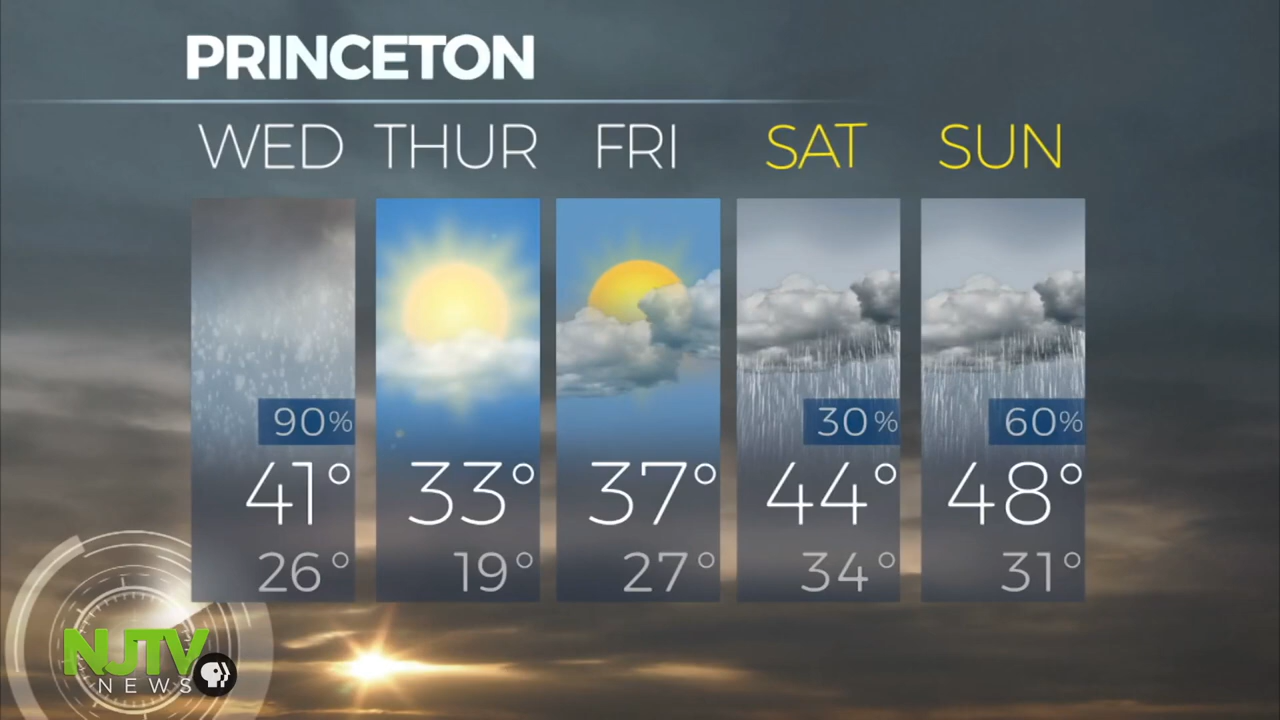 PRINCETON
WED THUR FRI SAT SUN
90% 30% 60%
41° 33° 37° 44° 48°
26° 19° 27° 34° 31°
NJTV
NEWS